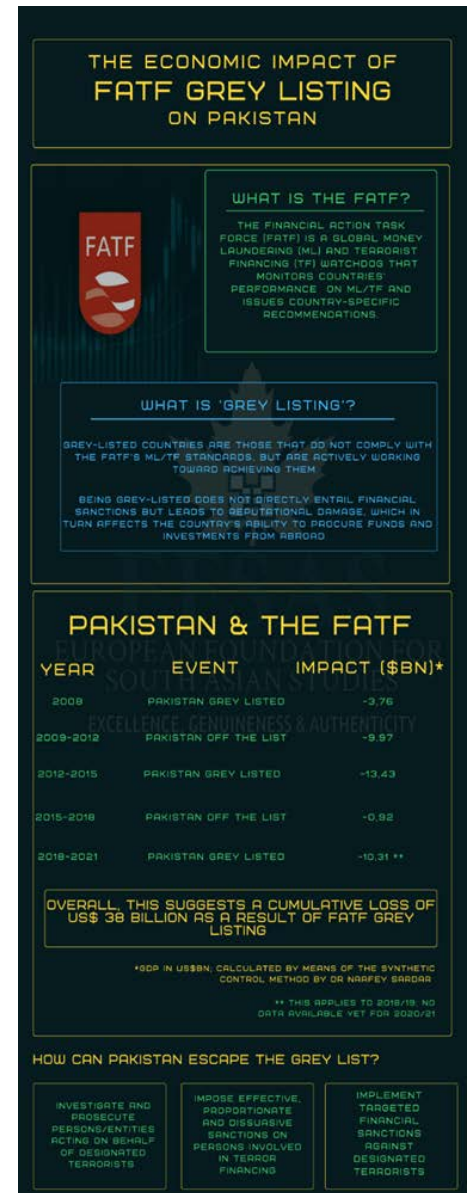 THE ECONOMIC IMPACT OF
FATF GREY LISTING
ON PAKISTAN
FATF
WHAT IS THE FATF?
THE FINANCIAL ACTION TASK
FORCE (FATF) IS A GLOBAL MONEY
LAUNDERING (ML) AND TERRORIST
FINANCING (TF) WATCHDOG THAT
MONITORS COUNTRIES'
PERFORMANCE ON ML/TF AND
ISSUES COUNTRY-SPECIFIC
RECOMMENDATIONS.
WHAT IS 'GREY LISTING'?
GREY-LISTED COUNTRIES ARE THOSE THAT DO NOT COMPLY WITH
THE FATF'S ML/TF STANDARDS, BUT ARE ACTIVELY WORKING
TOWARD ACHIEVING THEM
BEING GREY-LISTED DOES NOT DIRECTLY ENTAIL FINANCIAL
SANCTIONS BUT LEADS TO REPUTATIONAL DAMAGE, WHICH IN
TURN AFFECTS THE COUNTRY'S ABILITY TO PROCURE FUNDS AND
INVESTMENTS FROM ABROAD
EFSAS
PAKISTAN & THE FATF
EUROPEAN FOUNDATION FOR
SOUTH ASIAN STUDIES
EXCELLENCE GENUINENESS & AUTHENTICITY
YEAR EVENT IMPACT ($BN)*
2008 PAKISTAN GREY LISTED -3,76
2009-2012 PAKISTAN OFF THE LIST -9,97
2012-2015 PAKISTAN GREY LISTED -13,43
2015-2018 PAKISTAN OFF THE LIST -0,92
2018-2021 PAKISTAN GREY LISTED -10,31 **
OVERALL, THIS SUGGESTS A CUMULATIVE LOSS OF
US$ 38 BILLION AS A RESULT OF FATF GREY
LISTING
*GDP IN US$BN; CALCULATED BY MEANS OF THE SYNTHETIC
CONTROL METHOD BY DR NAAFEY SARDAR
** THIS APPLIES TO 2018/19; NO
DATA AVAILABLE YET FOR 2020/21
HOW CAN PAKISTAN ESCAPE THE GREY LIST?
INVESTIGATE AND
PROSECUTE
PERSONS/ENTITIES
ACTING ON BEHALF
OF DESIGNATED
TERRORISTS
IMPOSE EFFECTIVE,
PROPORTIONATE
AND DISSUASIVE
SANCTIONS ON
PERSONS INVOLVED
IN TERROR
FINANCING
IMPLEMENT
TARGETED
FINANCIAL
SANCTIONS
AGAINST
DESIGNATED
TERRORISTS